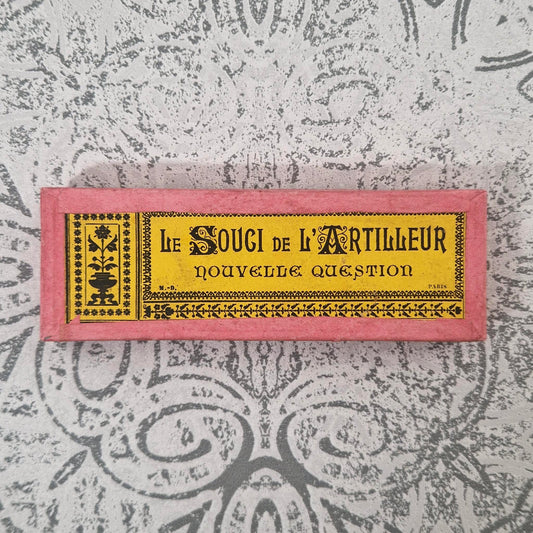 LE SOUCI DE L'ARTILLEUR
NOUVELLE QUESTION
M.-D. PARIS